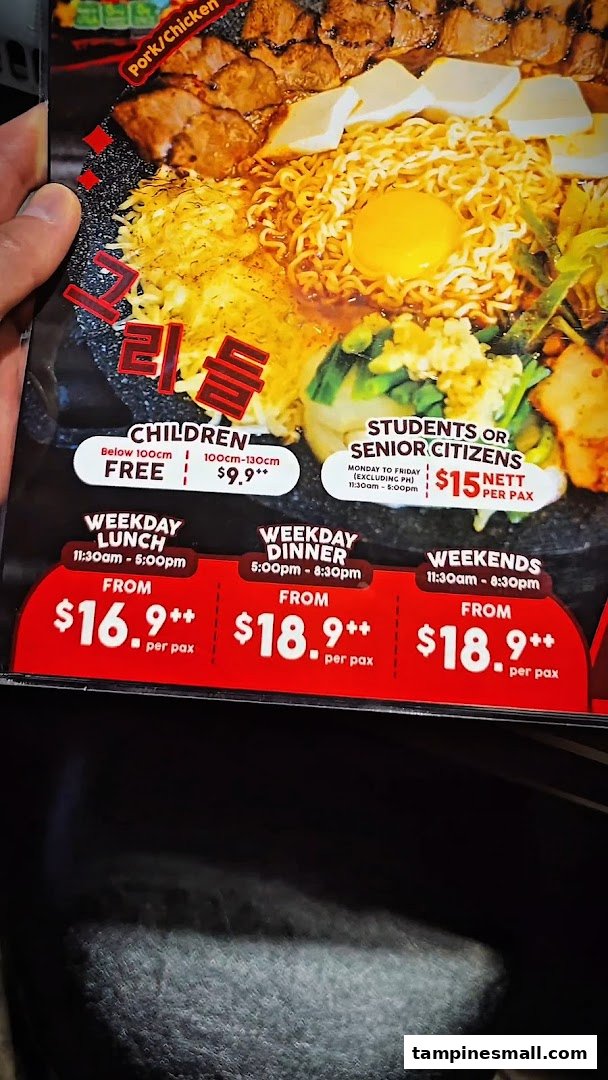 Pork/Chicken
그리들
CHILDREN
Below 100cm
FREE
100cm-130cm
$9.9++
STUDENTS OR
SENIOR CITIZENS
MONDAY TO FRIDAY
(EXCLUDING PH)
11:30am - 5:00pm
$15 NETT
PER PAX
WEEKDAY
LUNCH
11:30am - 5:00pm
FROM
$16.9++
per pax
WEEKDAY
DINNER
5:00pm - 8:30pm
FROM
$18.9++
per pax
WEEKENDS
11:30am - 8:30pm
FROM
$18.9++
per pax
tampinesmall.com